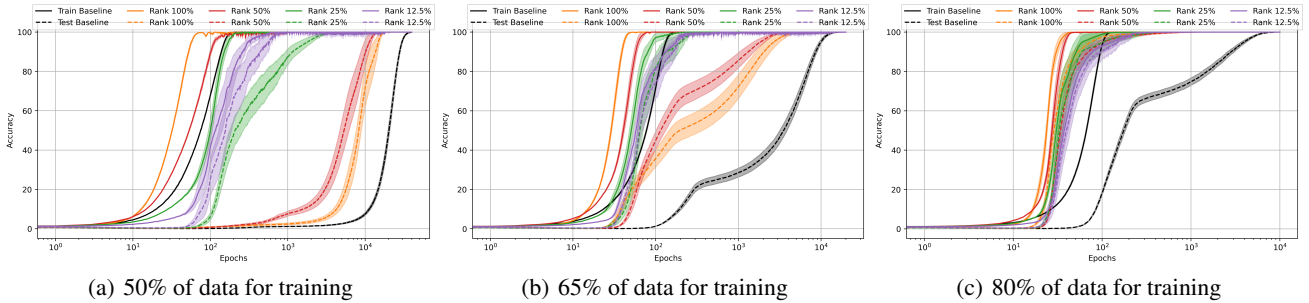 Train Baseline Rank 100% Rank 50% Rank 25% Rank 12.5%
Test Baseline Rank 100% Rank 50% Rank 25% Rank 12.5%
100
80
60
40
20
0
Accuracy
10⁰ 10¹ 10² 10³ 10⁴
Epochs
(a) 50% of data for training
Train Baseline Rank 100% Rank 50% Rank 25% Rank 12.5%
Test Baseline Rank 100% Rank 50% Rank 25% Rank 12.5%
100
80
60
40
20
0
Accuracy
10⁰ 10¹ 10² 10³ 10⁴
Epochs
(b) 65% of data for training
Train Baseline Rank 100% Rank 50% Rank 25% Rank 12.5%
Test Baseline Rank 100% Rank 50% Rank 25% Rank 12.5%
100
80
60
40
20
0
Accuracy
10⁰ 10¹ 10² 10³ 10⁴
Epochs
(c) 80% of data for training